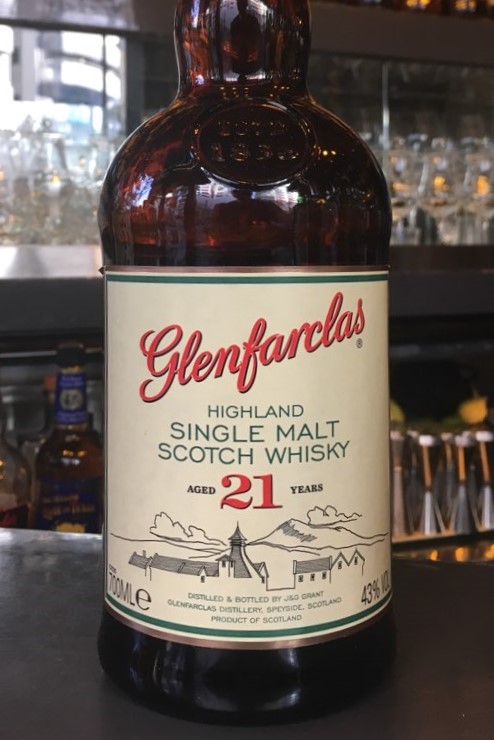 ESTD
1836
Glenfarclas®
HIGHLAND
SINGLE MALT
SCOTCH WHISKY
AGED 21 YEARS
700MLe
43% VOL
DISTILLED & BOTTLED BY J&G GRANT
GLENFARCLAS DISTILLERY, SPEYSIDE, SCOTLAND
PRODUCT OF SCOTLAND